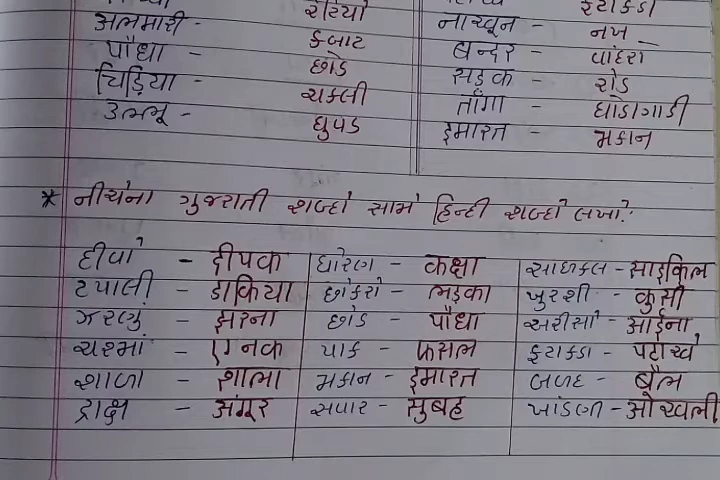 રેંટિયો
अलमारी - કબાટ नाखून - નખ
पौधा - છોડ बन्दर - વાંદરો
चिड़िया - ચકલી सड़क - રોડ
उल्लू - ઘુવડ ताँगा - ઘોડાગાડી
इमारत - મકાન
* નીચેના ગુજરાતી શબ્દો સામે હિન્દી શબ્દો લખો.:
દીવો - दीपक ધોરણ - कक्षा સાઇકલ - साइकिल
ટપાલી - डाकिया છોકરો - लड़का ખુરશી - कुर्सी
ઝરણું - झरना છોડ - पौधा અરીસો - आईना
ચશ્માં - एनक પાક - फसल ફટાકડા - पटाखे
શાળા - शाला મકાન - इमारत બળદ - बैल
દ્રાક્ષ - अंगूर સવાર - सुबह ખાંડણી - ओखली